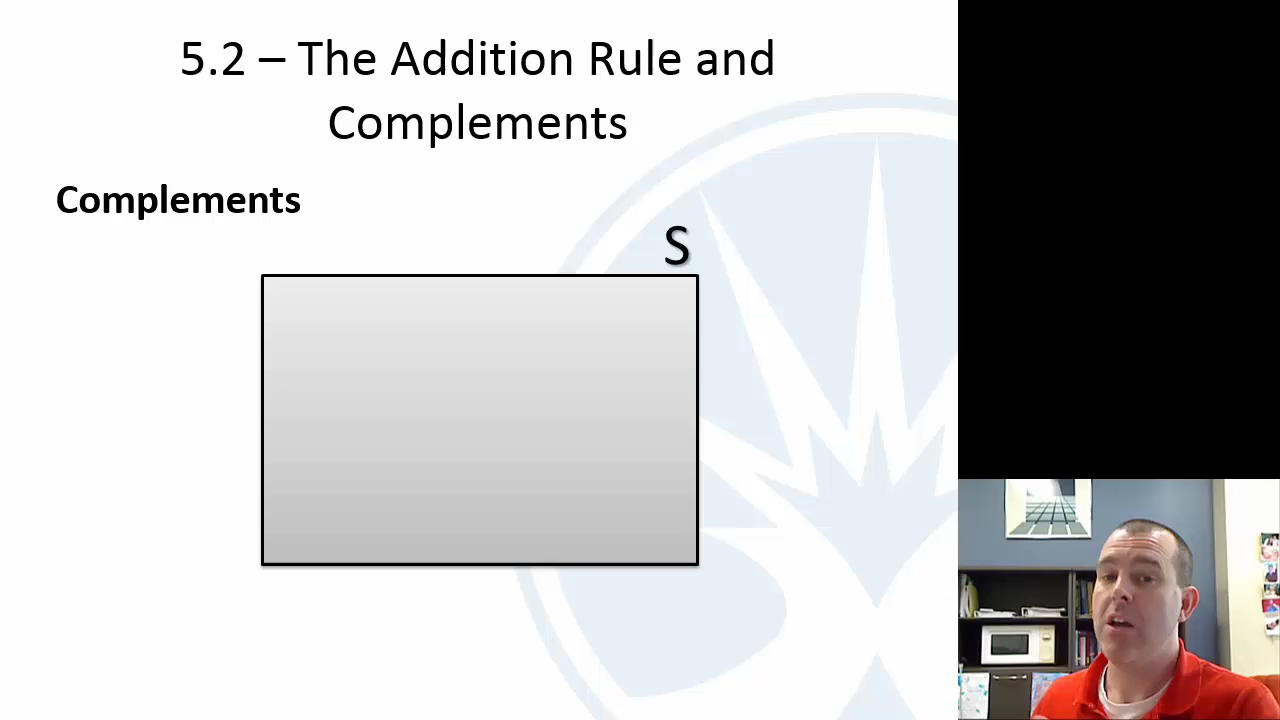 5.2 – The Addition Rule and
Complements
Complements
S